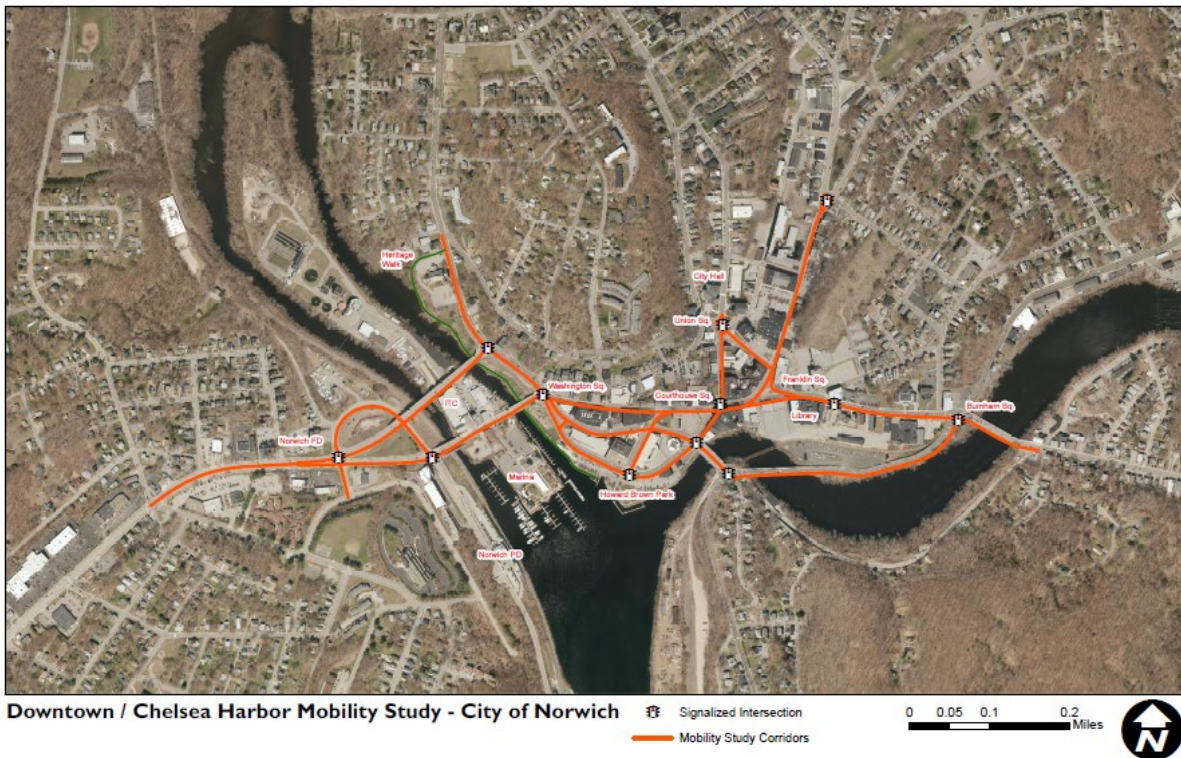 Heritage
Walk
City Hall
Union Sq.
Washington Sq.
Franklin Sq.
ITC
Courthouse Sq.
Library
Burnham Sq.
Norwich PD
Marina
Howard Brown Park
Norwich PD
Downtown / Chelsea Harbor Mobility Study - City of Norwich
Signalized Intersection
Mobility Study Corridors
0 0.05 0.1 0.2
Miles
N